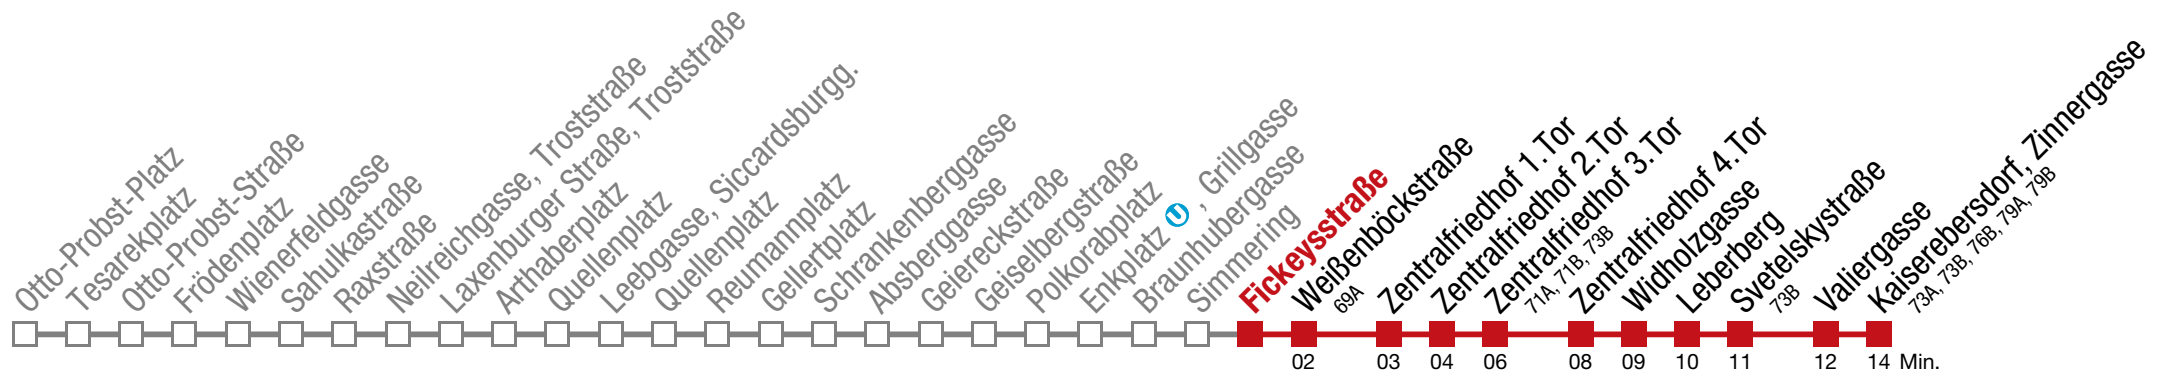 Otto-Probst-Platz
Tesarekplatz
Otto-Probst-Straße
Frödenplatz
Wienerfeldgasse
Sahulkastraße
Raxstraße
Neilreichgasse, Troststraße
Laxenburger Straße, Troststraße
Arthaberplatz
Quellenplatz
Leebgasse, Siccardsburgg.
Quellenplatz
Reumannplatz
Gellertplatz
Schrankenberggasse
Absberggasse
Geiereckstraße
Geiselbergstraße
Polkorabplatz
Enkplatz U , Grillgasse
Braunhubergasse
Simmering
Fickeysstraße
Weißenböckstraße
69A
Zentralfriedhof 1.Tor
Zentralfriedhof 2.Tor
Zentralfriedhof 3.Tor
71A, 71B, 73B
Zentralfriedhof 4.Tor
Widholzgasse
Leberberg
Svetelskystraße
73B
Valiergasse
Kaiserebersdorf, Zinnergasse
73A, 73B, 76B, 79A, 79B
02 03 04 06 08 09 10 11 12 14 Min.